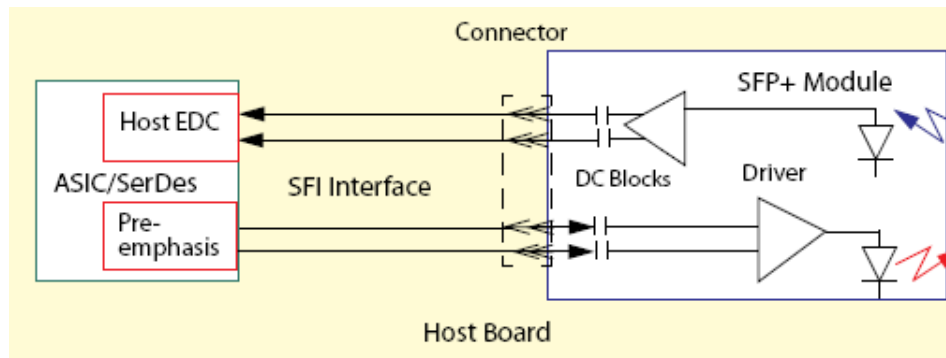 Connector
SFP+ Module
Host EDC
ASIC/SerDes
SFI Interface
DC Blocks
Driver
Pre-
emphasis
Host Board